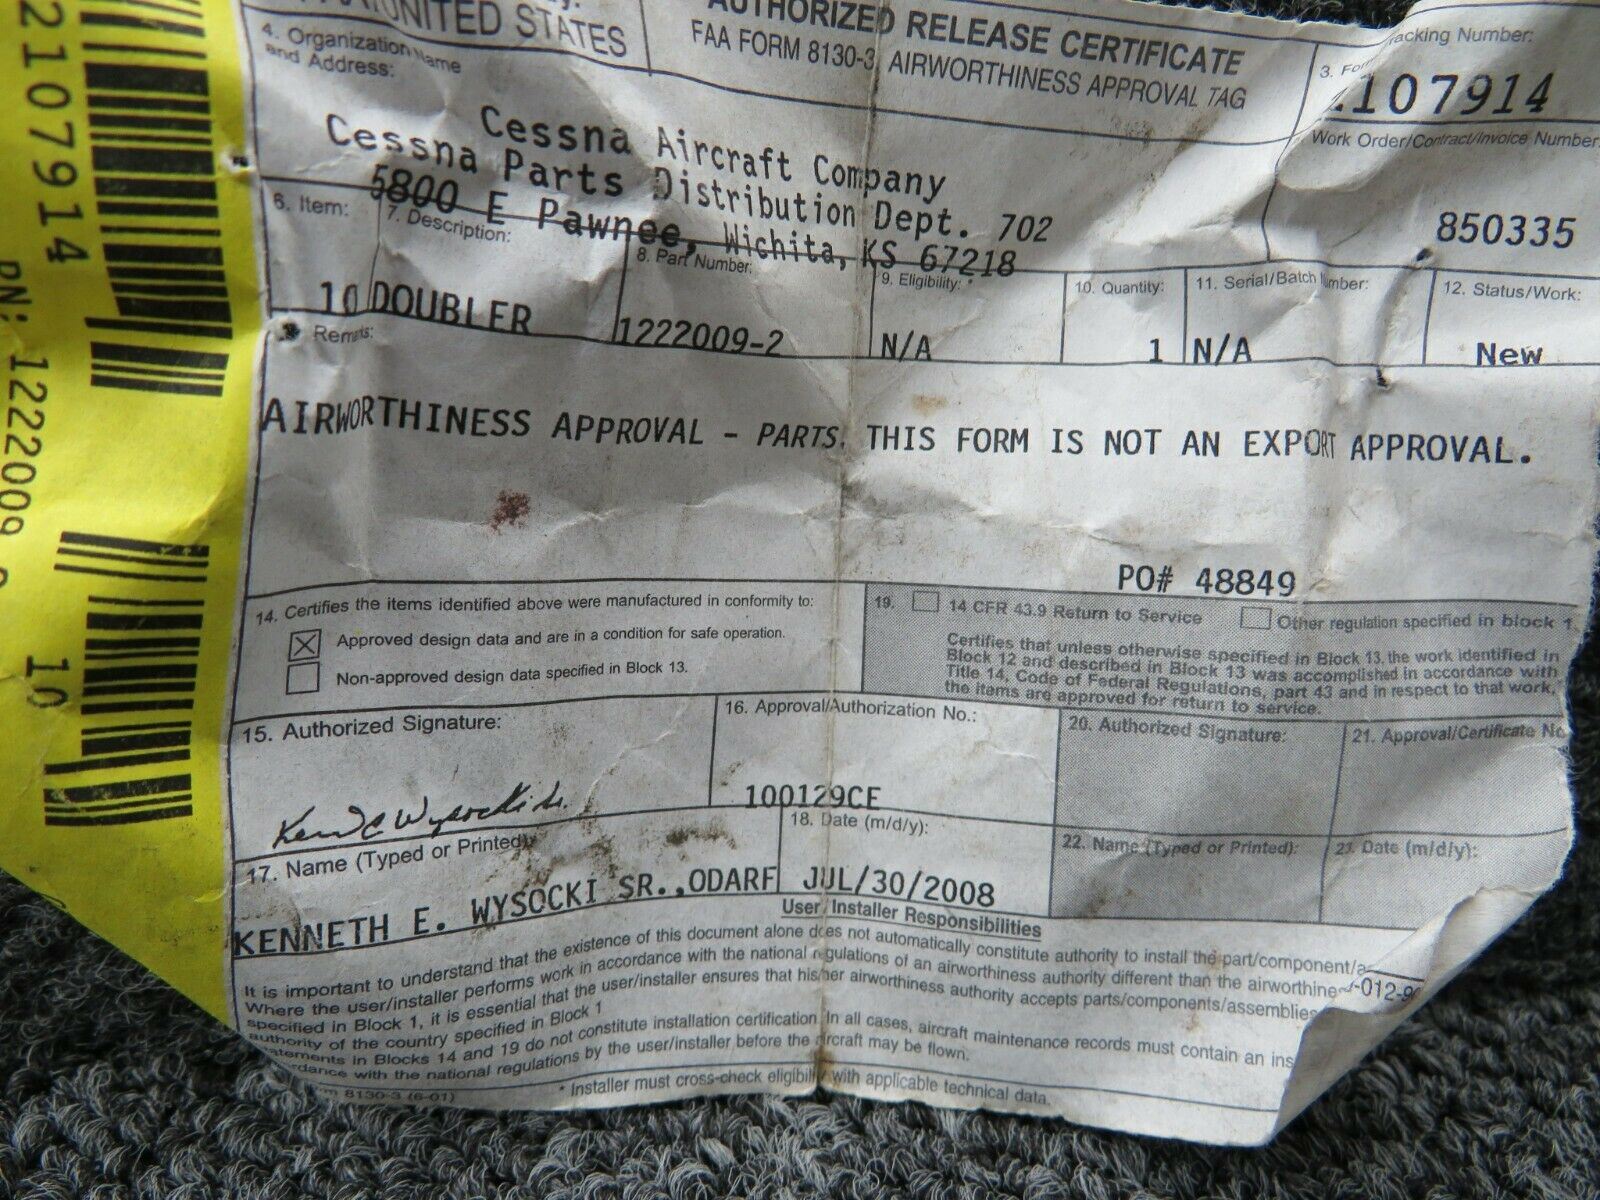 UNITED STATES
AUTHORIZED RELEASE CERTIFICATE
FAA FORM 8130-3, AIRWORTHINESS APPROVAL TAG
Tracking Number:
107914
4. Organization Name
and Address:
Cessna Aircraft Company
Cessna Parts Distribution Dept. 702
5800 E Pawnee, Wichita, KS 67218
Work Order/Contract/Invoice Number:
850335
6. Item:
10
7. Description:
DOUBLER
8. Part Number:
1222009-2
9. Eligibility: *
N/A
10. Quantity:
1
11. Serial/Batch Number:
N/A
12. Status/Work:
New
Remarks:
AIRWORTHINESS APPROVAL - PARTS. THIS FORM IS NOT AN EXPORT APPROVAL.
PO# 48849
14. Certifies the items identified above were manufactured in conformity to:
Approved design data and are in a condition for safe operation.
Non-approved design data specified in Block 13.
19. 14 CFR 43.9 Return to Service Other regulation specified in block 1
Certifies that unless otherwise specified in Block 13, the work identified in
Block 12 and described in Block 13 was accomplished in accordance with
Title 14, Code of Federal Regulations, part 43 and in respect to that work,
the items are approved for return to service.
15. Authorized Signature:
16. Approval/Authorization No.:
100129CE
20. Authorized Signature:
21. Approval/Certificate No
17. Name (Typed or Printed):
KENNETH E. WYSOCKI SR.,ODARF
18. Date (m/d/y):
JUL/30/2008
22. Name (Typed or Printed):
23. Date (m/d/y):
User/Installer Responsibilities
It is important to understand that the existence of this document alone does not automatically constitute authority to install the part/component/a
Where the user/installer performs work in accordance with the national regulations of an airworthiness authority different than the airworthine
specified in Block 1, it is essential that the user/installer ensures that his/her airworthiness authority accepts parts/components/assemblies
authority of the country specified in Block 1
statements in Blocks 14 and 19 do not constitute installation certification. In all cases, aircraft maintenance records must contain an ins
dance with the national regulations by the user/installer before the aircraft may be flown.
8130-3 (6-01)
* Installer must cross-check eligibility with applicable technical data.
-012-9
2107914
PN: 1222009
10